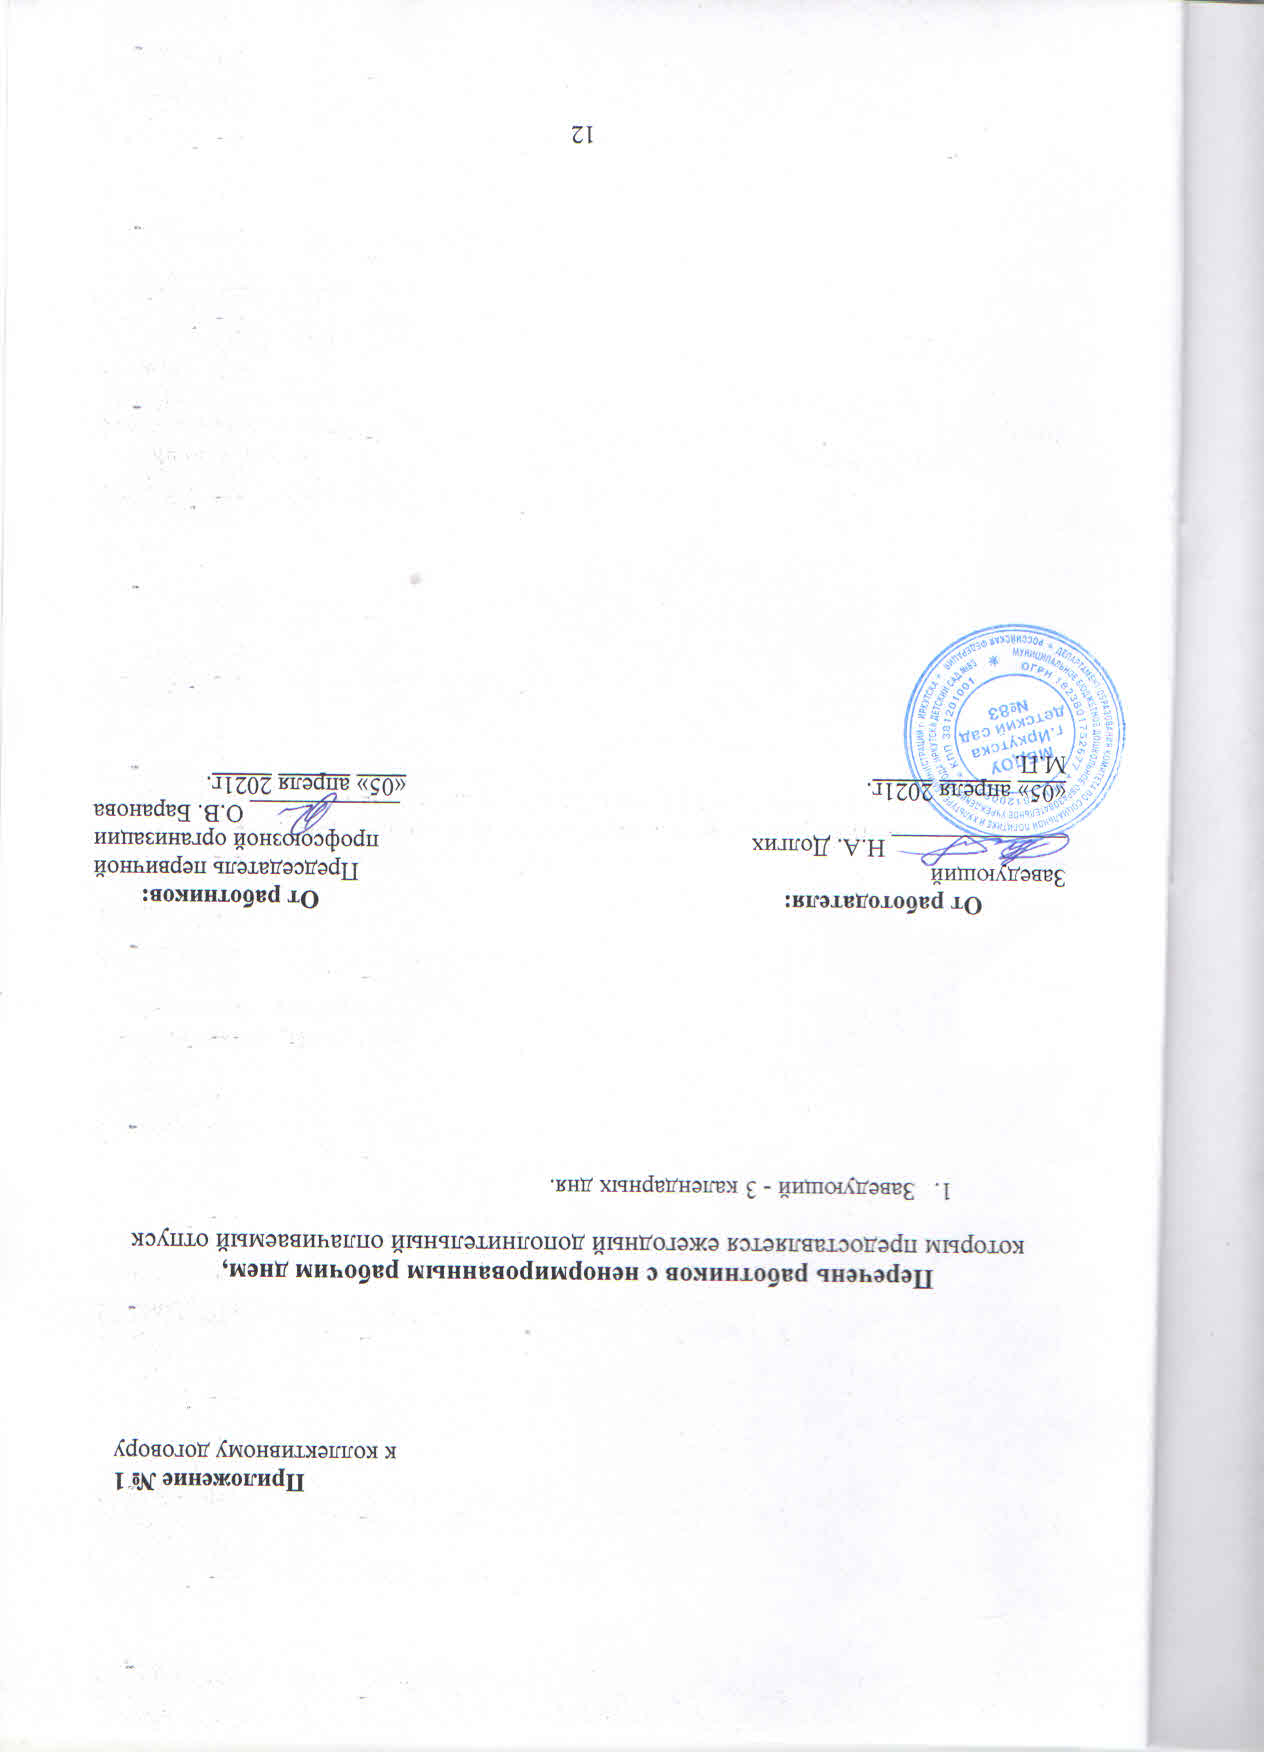 Приложение № 1
к коллективному договору
Перечень работников с ненормированным рабочим днем,
которым предоставляется ежегодный дополнительный оплачиваемый отпуск
1. Заведующий - 3 календарных дня.
От работодателя:
Заведующий
Н.А. Долгих
«05» апреля 2021г.
М.П.
МБДОУ
г.Иркутска
детский сад
№83
От работников:
Председатель первичной
профсоюзной организации
О.В. Баранова
«05» апреля 2021г.
12